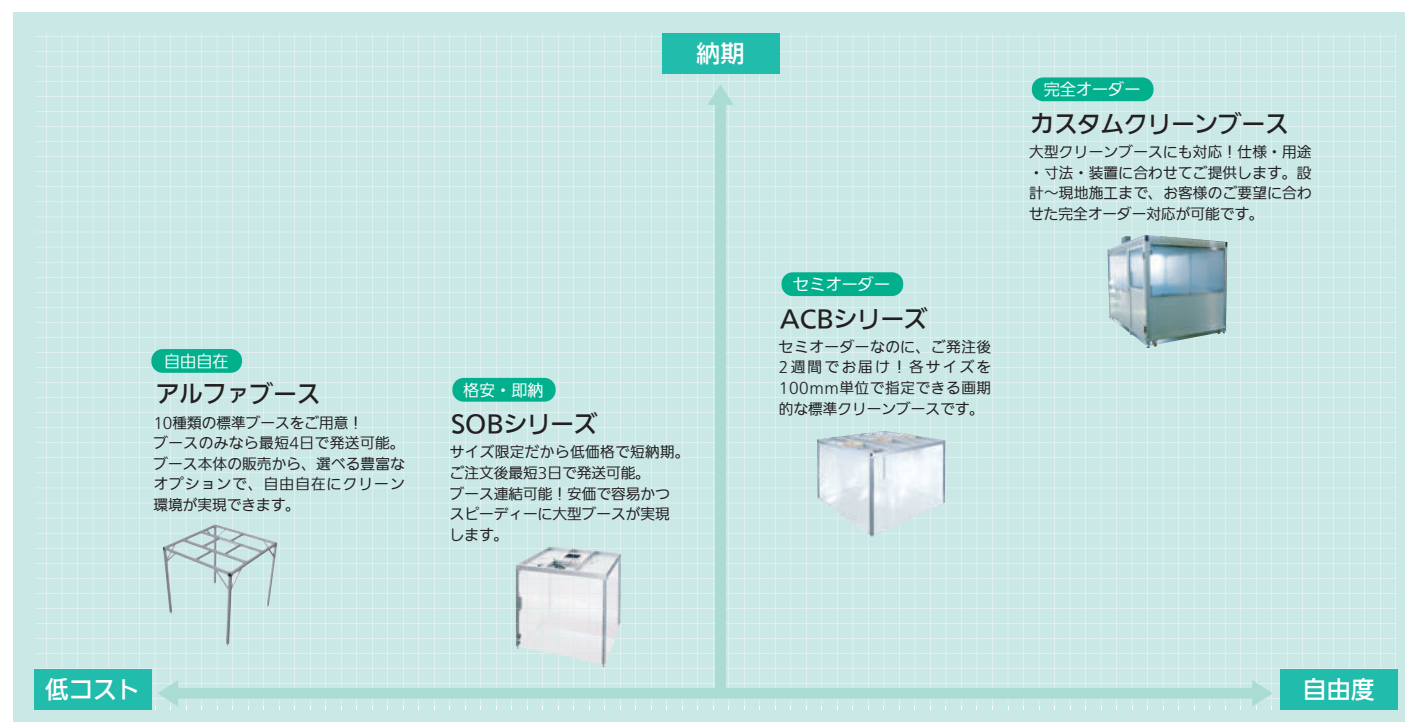 納期
完全オーダー
カスタムクリーンブース
大型クリーンブースにも対応！仕様・用途
・寸法・装置に合わせてご提供します。設
計～現地施工まで、お客様のご要望に合わ
せた完全オーダー対応が可能です。
セミオーダー
ACBシリーズ
セミオーダーなのに、ご発注後
2週間でお届け！各サイズを
100mm単位で指定できる画期
的な標準クリーンブースです。
自由自在
アルファブース
10種類の標準ブースをご用意！
ブースのみなら最短4日で発送可能。
ブース本体の販売から、選べる豊富な
オプションで、自由自在にクリーン
環境が実現できます。
格安・即納
SOBシリーズ
サイズ限定だから低価格で短納期。
ご注文後最短3日で発送可能。
ブース連結可能！安価で容易かつ
スピーディーに大型ブースが実現
します。
低コスト
自由度